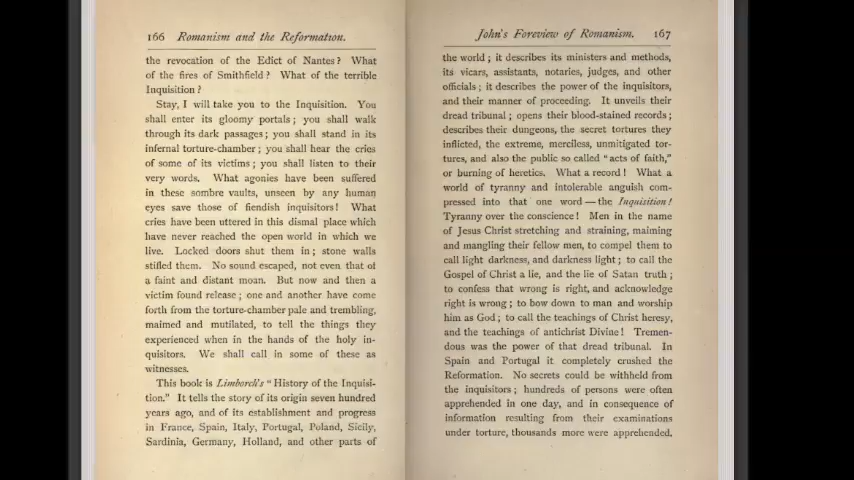 166 Romanism and the Reformation.
the revocation of the Edict of Nantes? What
of the fires of Smithfield? What of the terrible
Inquisition?
Stay, I will take you to the Inquisition. You
shall enter its gloomy portals; you shall walk
through its dark passages; you shall stand in its
infernal torture-chamber; you shall hear the cries
of some of its victims; you shall listen to their
very words. What agonies have been suffered
in these sombre vaults, unseen by any human
eyes save those of fiendish inquisitors! What
cries have been uttered in this dismal place which
have never reached the open world in which we
live. Locked doors shut them in; stone walls
stifled them. No sound escaped, not even that of
a faint and distant moan. But now and then a
victim found release; one and another have come
forth from the torture-chamber pale and trembling,
maimed and mutilated, to tell the things they
experienced when in the hands of the holy in-
quisitors. We shall call in some of these as
witnesses.
This book is Limborch's "History of the Inquisi-
tion." It tells the story of its origin seven hundred
years ago, and of its establishment and progress
in France, Spain, Italy, Portugal, Poland, Sicily,
Sardinia, Germany, Holland, and other parts of
John's Foreview of Romanism. 167
the world; it describes its ministers and methods,
its vicars, assistants, notaries, judges, and other
officials; it describes the power of the inquisitors,
and their manner of proceeding. It unveils their
dread tribunal; opens their blood-stained records;
describes their dungeons, the secret tortures they
inflicted, the extreme, merciless, unmitigated tor-
tures, and also the public so called "acts of faith,"
or burning of heretics. What a record! What a
world of tyranny and intolerable anguish com-
pressed into that one word—the Inquisition!
Tyranny over the conscience! Men in the name
of Jesus Christ stretching and straining, maiming
and mangling their fellow men, to compel them to
call light darkness, and darkness light; to call the
Gospel of Christ a lie, and the lie of Satan truth;
to confess that wrong is right, and acknowledge
right is wrong; to bow down to man and worship
him as God; to call the teachings of Christ heresy,
and the teachings of antichrist Divine! Tremen-
dous was the power of that dread tribunal. In
Spain and Portugal it completely crushed the
Reformation. No secrets could be withheld from
the inquisitors; hundreds of persons were often
apprehended in one day, and in consequence of
information resulting from their examinations
under torture, thousands more were apprehended.